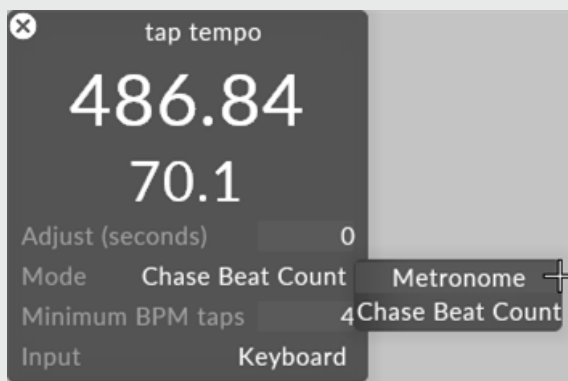 tap tempo
486.84
70.1
Adjust (seconds) 0
Mode Chase Beat Count
Metronome
Chase Beat Count
Minimum BPM taps 4
Input Keyboard